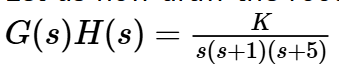 G(s)H(s) = K / s(s+1)(s+5)